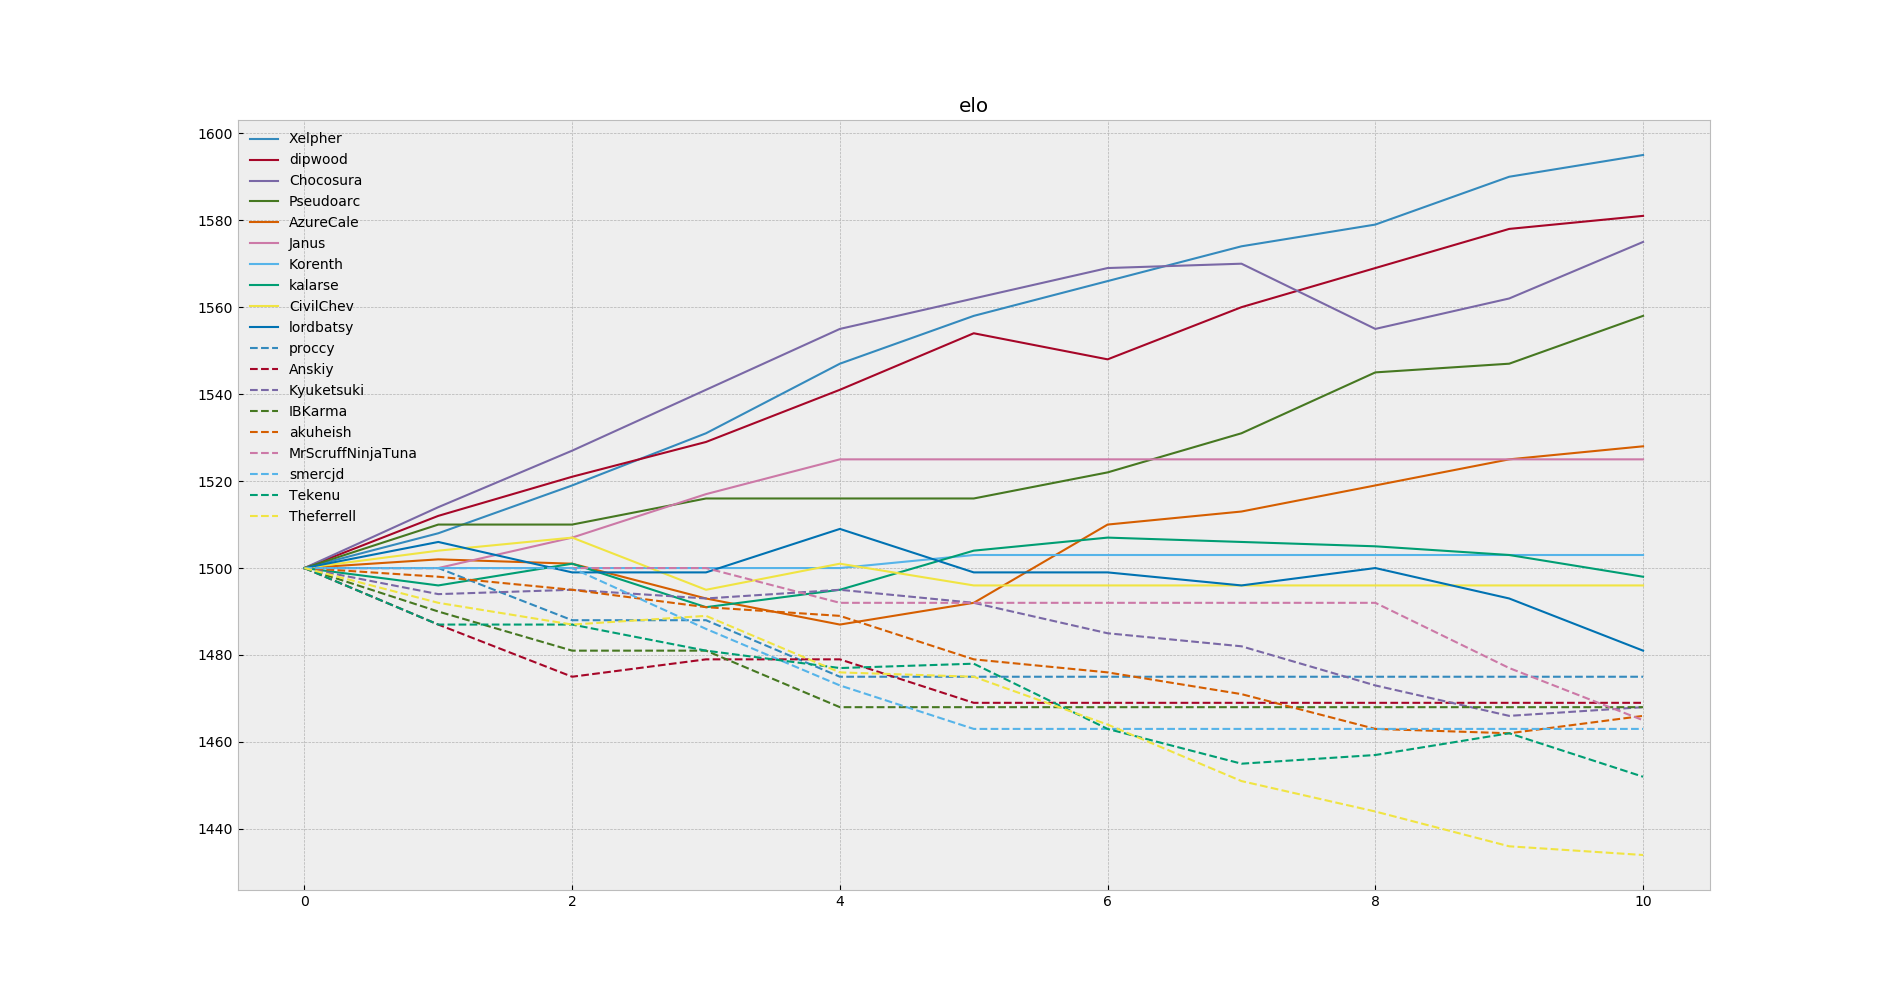 elo
1600
1580
1560
1540
1520
1500
1480
1460
1440
Xelpher
dipwood
Chocosura
Pseudoarc
AzureCale
Janus
Korenth
kalarse
CivilChev
lordbatsy
proccy
Anskiy
Kyuketsuki
IBKarma
akuheish
MrScruffNinjaTuna
smercjd
Tekenu
Theferrell
0 2 4 6 8 10